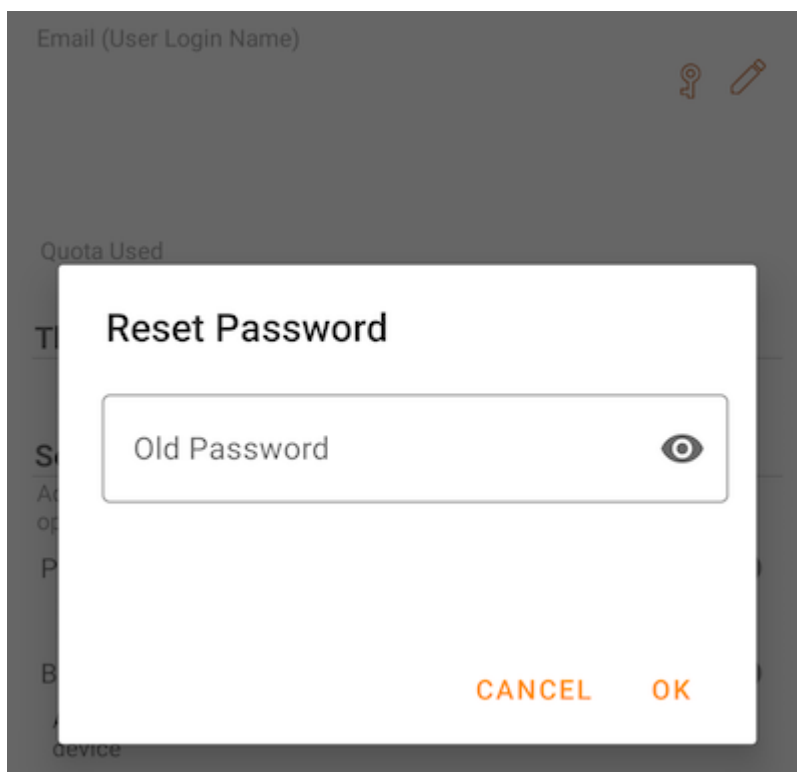 Email (User Login Name)
Quota Used
Reset Password
Old Password
CANCEL OK
device